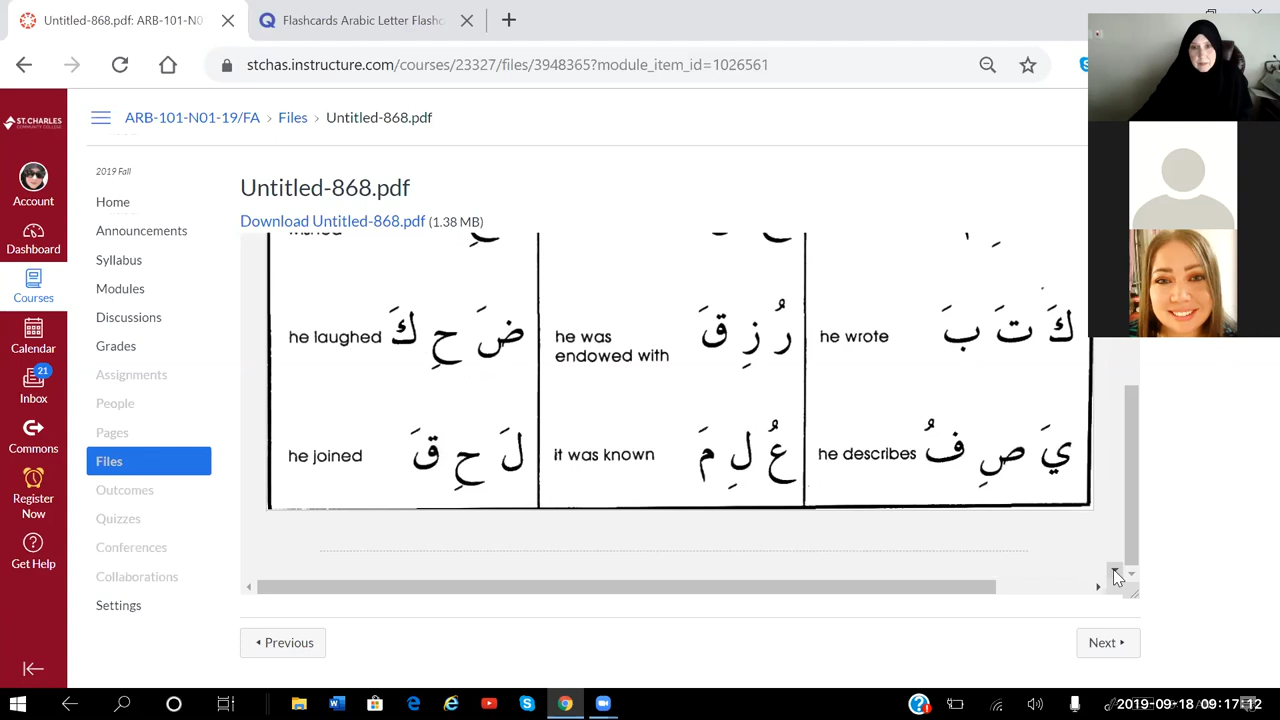 Untitled-868.pdf: ARB-101-N0
Flashcards Arabic Letter Flashc
stchas.instructure.com/courses/23327/files/3948365?module_item_id=1026561
ST. CHARLES
COMMUNITY COLLEGE
ARB-101-N01-19/FA › Files › Untitled-868.pdf
Account
Dashboard
Courses
Calendar
21
Inbox
Commons
Register
Now
Get Help
2019 Fall
Home
Announcements
Syllabus
Modules
Discussions
Grades
Assignments
People
Pages
Files
Outcomes
Quizzes
Conferences
Collaborations
Settings
Untitled-868.pdf
Download Untitled-868.pdf (1.38 MB)
he laughed ضَ حِ كَ
he was
endowed with رُ زِ قَ
he wrote كَ تَ بَ
he joined لَ حِ قَ
it was known عُ لِ مَ
he describes يَ صِ فُ
Previous
Next
2019-09-18 09:17:12